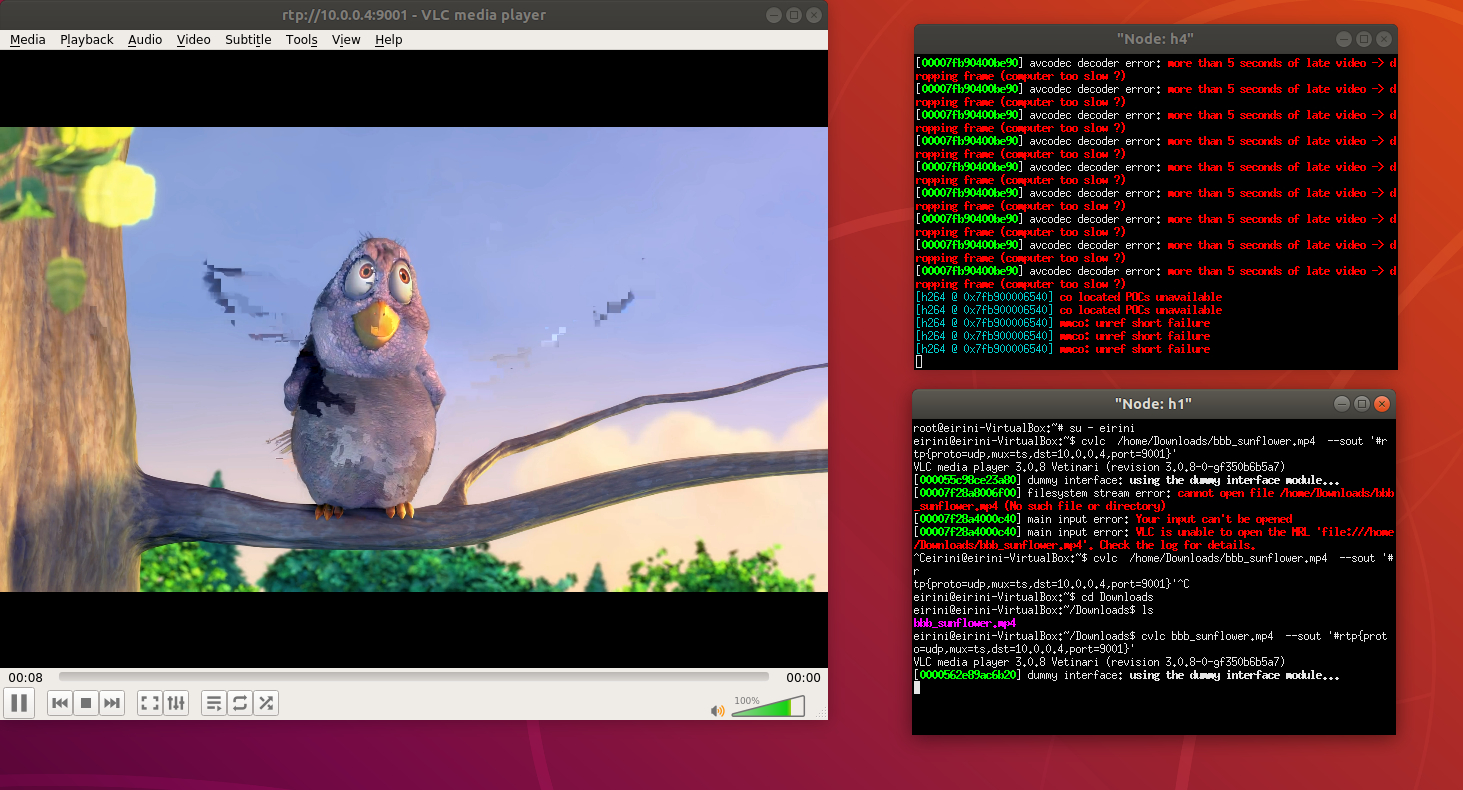 rtp://10.0.0.4:9001 - VLC media player
Media Playback Audio Video Subtitle Tools View Help
00:08
00:00
100%
"Node: h4"
[00007fb90400be90] avcodec decoder error: more than 5 seconds of late video -> d
ropping frame (computer too slow ?)
[00007fb90400be90] avcodec decoder error: more than 5 seconds of late video -> d
ropping frame (computer too slow ?)
[00007fb90400be90] avcodec decoder error: more than 5 seconds of late video -> d
ropping frame (computer too slow ?)
[00007fb90400be90] avcodec decoder error: more than 5 seconds of late video -> d
ropping frame (computer too slow ?)
[00007fb90400be90] avcodec decoder error: more than 5 seconds of late video -> d
ropping frame (computer too slow ?)
[00007fb90400be90] avcodec decoder error: more than 5 seconds of late video -> d
ropping frame (computer too slow ?)
[00007fb90400be90] avcodec decoder error: more than 5 seconds of late video -> d
ropping frame (computer too slow ?)
[00007fb90400be90] avcodec decoder error: more than 5 seconds of late video -> d
ropping frame (computer too slow ?)
[00007fb90400be90] avcodec decoder error: more than 5 seconds of late video -> d
ropping frame (computer too slow ?)
[h264 @ 0x7fb900006540] co located POCs unavailable
[h264 @ 0x7fb900006540] co located POCs unavailable
[h264 @ 0x7fb900006540] mmco: unref short failure
[h264 @ 0x7fb900006540] mmco: unref short failure
[h264 @ 0x7fb900006540] mmco: unref short failure
"Node: h1"
root@eirini-VirtualBox:~# su - eirini
eirini@eirini-VirtualBox:~$ cvlc  /home/Downloads/bbb_sunflower.mp4  --sout '#r
tp{proto=udp,mux=ts,dst=10.0.0.4,port=9001}'
VLC media player 3.0.8 Vetinari (revision 3.0.8-0-gf350b6b5a7)
[000055c98ce23a80] dummy interface: using the dummy interface module...
[00007f28a8006f00] filesystem stream error: cannot open file /home/Downloads/bbb
_sunflower.mp4 (No such file or directory)
[00007f28a4000c40] main input error: Your input can't be opened
[00007f28a4000c40] main input error: VLC is unable to open the MRL 'file:///home
/Downloads/bbb_sunflower.mp4'. Check the log for details.
^Ceirini@eirini-VirtualBox:~$ cvlc  /home/Downloads/bbb_sunflower.mp4  --sout '#
r
tp{proto=udp,mux=ts,dst=10.0.0.4,port=9001}'^C
eirini@eirini-VirtualBox:~$ cd Downloads
eirini@eirini-VirtualBox:~/Downloads$ ls
bbb_sunflower.mp4
eirini@eirini-VirtualBox:~/Downloads$ cvlc bbb_sunflower.mp4  --sout '#rtp{prot
o=udp,mux=ts,dst=10.0.0.4,port=9001}'
VLC media player 3.0.8 Vetinari (revision 3.0.8-0-gf350b6b5a7)
[0000562e89ac6b20] dummy interface: using the dummy interface module...